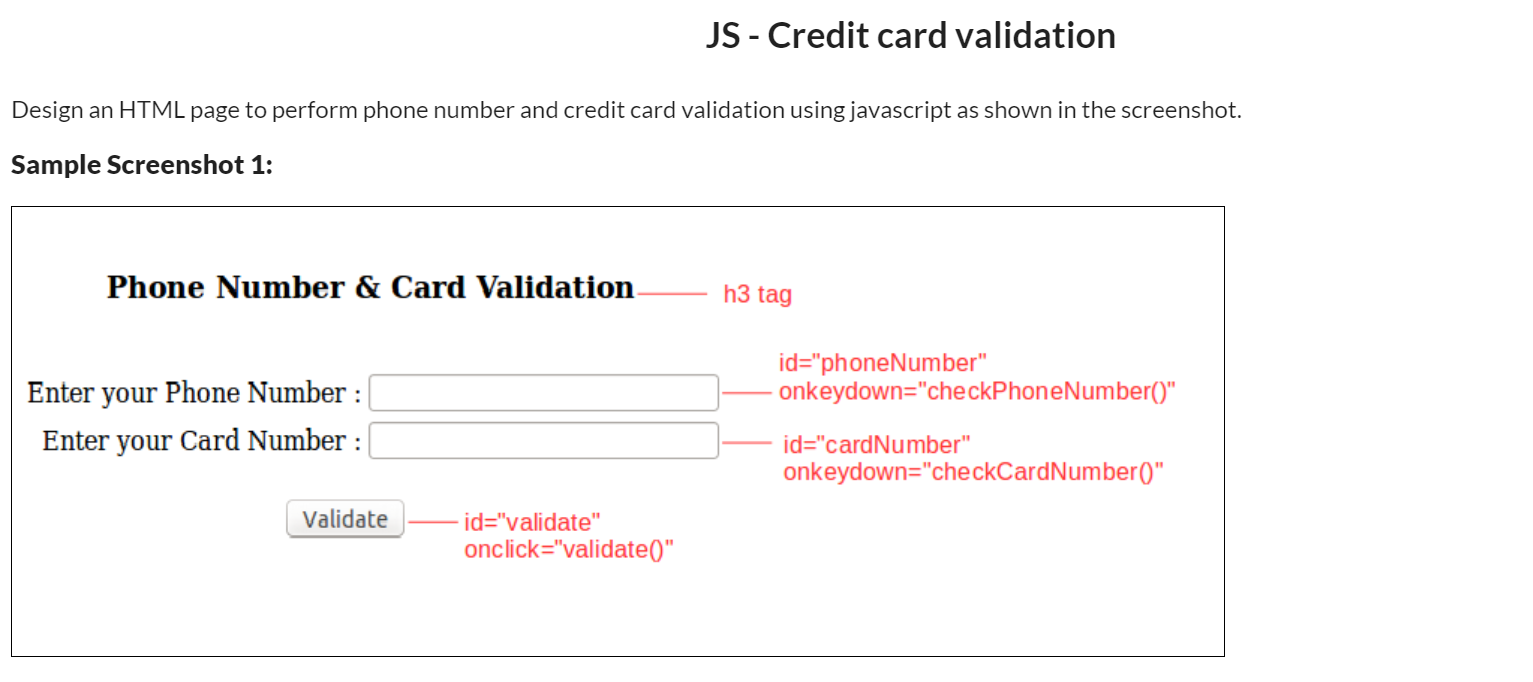 JS - Credit card validation
Design an HTML page to perform phone number and credit card validation using javascript as shown in the screenshot.
Sample Screenshot 1:
Phone Number & Card Validation
h3 tag
Enter your Phone Number :
id="phoneNumber"
onkeydown="checkPhoneNumber()"
Enter your Card Number :
id="cardNumber"
onkeydown="checkCardNumber()"
Validate
id="validate"
onclick="validate()"